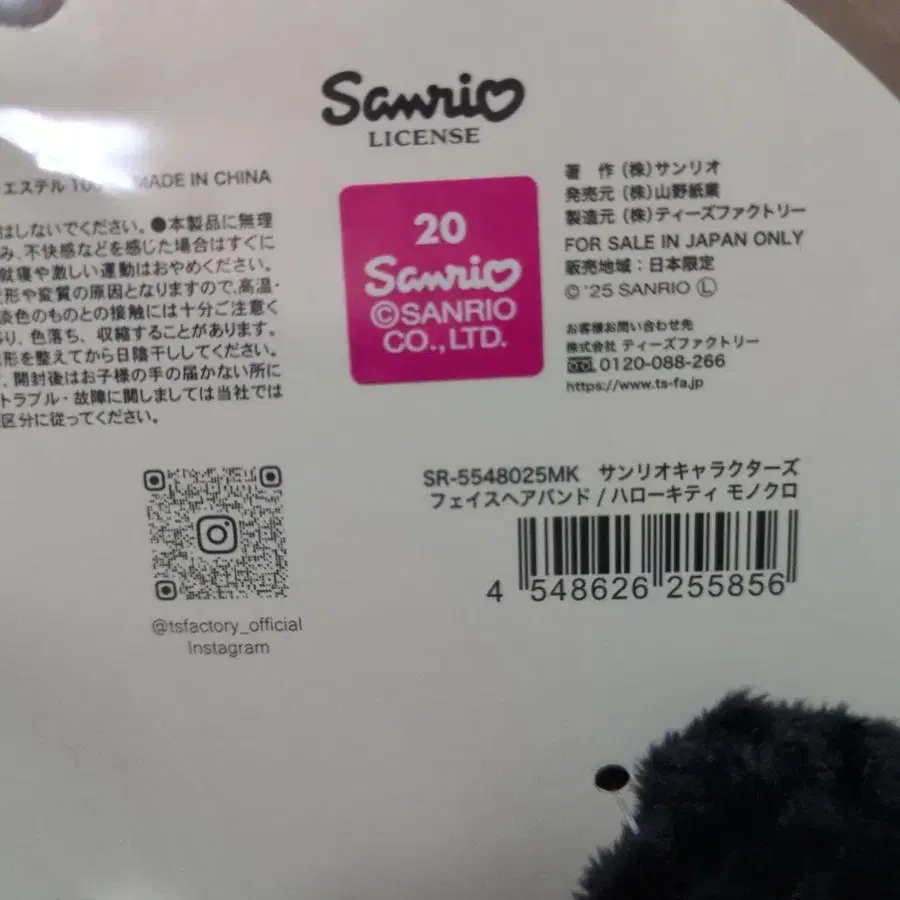 Sanrio
LICENSE
エステル 10 MADE IN CHINA
はしないでください。●本製品に無理
み、不快感などを感じた場合はすぐに
就寝や激しい運動はおやめください。
形や変質の原因となりますので、高温・
淡色のものとの接触には十分ご注意く
り、色落ち、収縮することがあります。
形を整えてから日陰干ししてください。
、開封後はお子様の手の届かない所に
トラブル・故障に関しましては当社では
区分に従ってください。
20
Sanrio
©SANRIO
CO., LTD.
著 作 (株)サンリオ
発売元 (株)山野紙業
製造元 (株)ティーズファクトリー
FOR SALE IN JAPAN ONLY
販売地域：日本限定
© '25 SANRIO Ⓛ
お客様お問い合わせ先
株式会社 ティーズファクトリー
0120-088-266
https://www.ts-fa.jp
@tsfactory_official
Instagram
SR-5548025MK サンリオキャラクターズ
フェイスヘアバンド / ハローキティ モノクロ
4 548626 255856